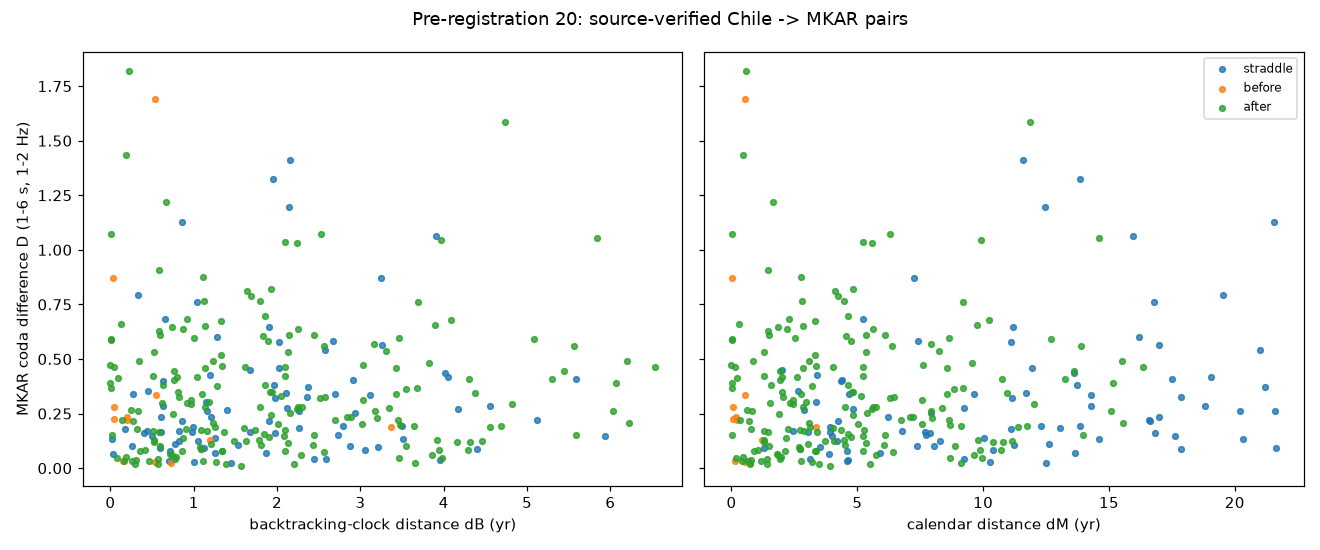 Pre-registration 20: source-verified Chile -> MKAR pairs
MKAR coda difference D (1-6 s, 1-2 Hz)
1.75
1.50
1.25
1.00
0.75
0.50
0.25
0.00
0 1 2 3 4 5 6
backtracking-clock distance dB (yr)
straddle
before
after
0 5 10 15 20
calendar distance dM (yr)